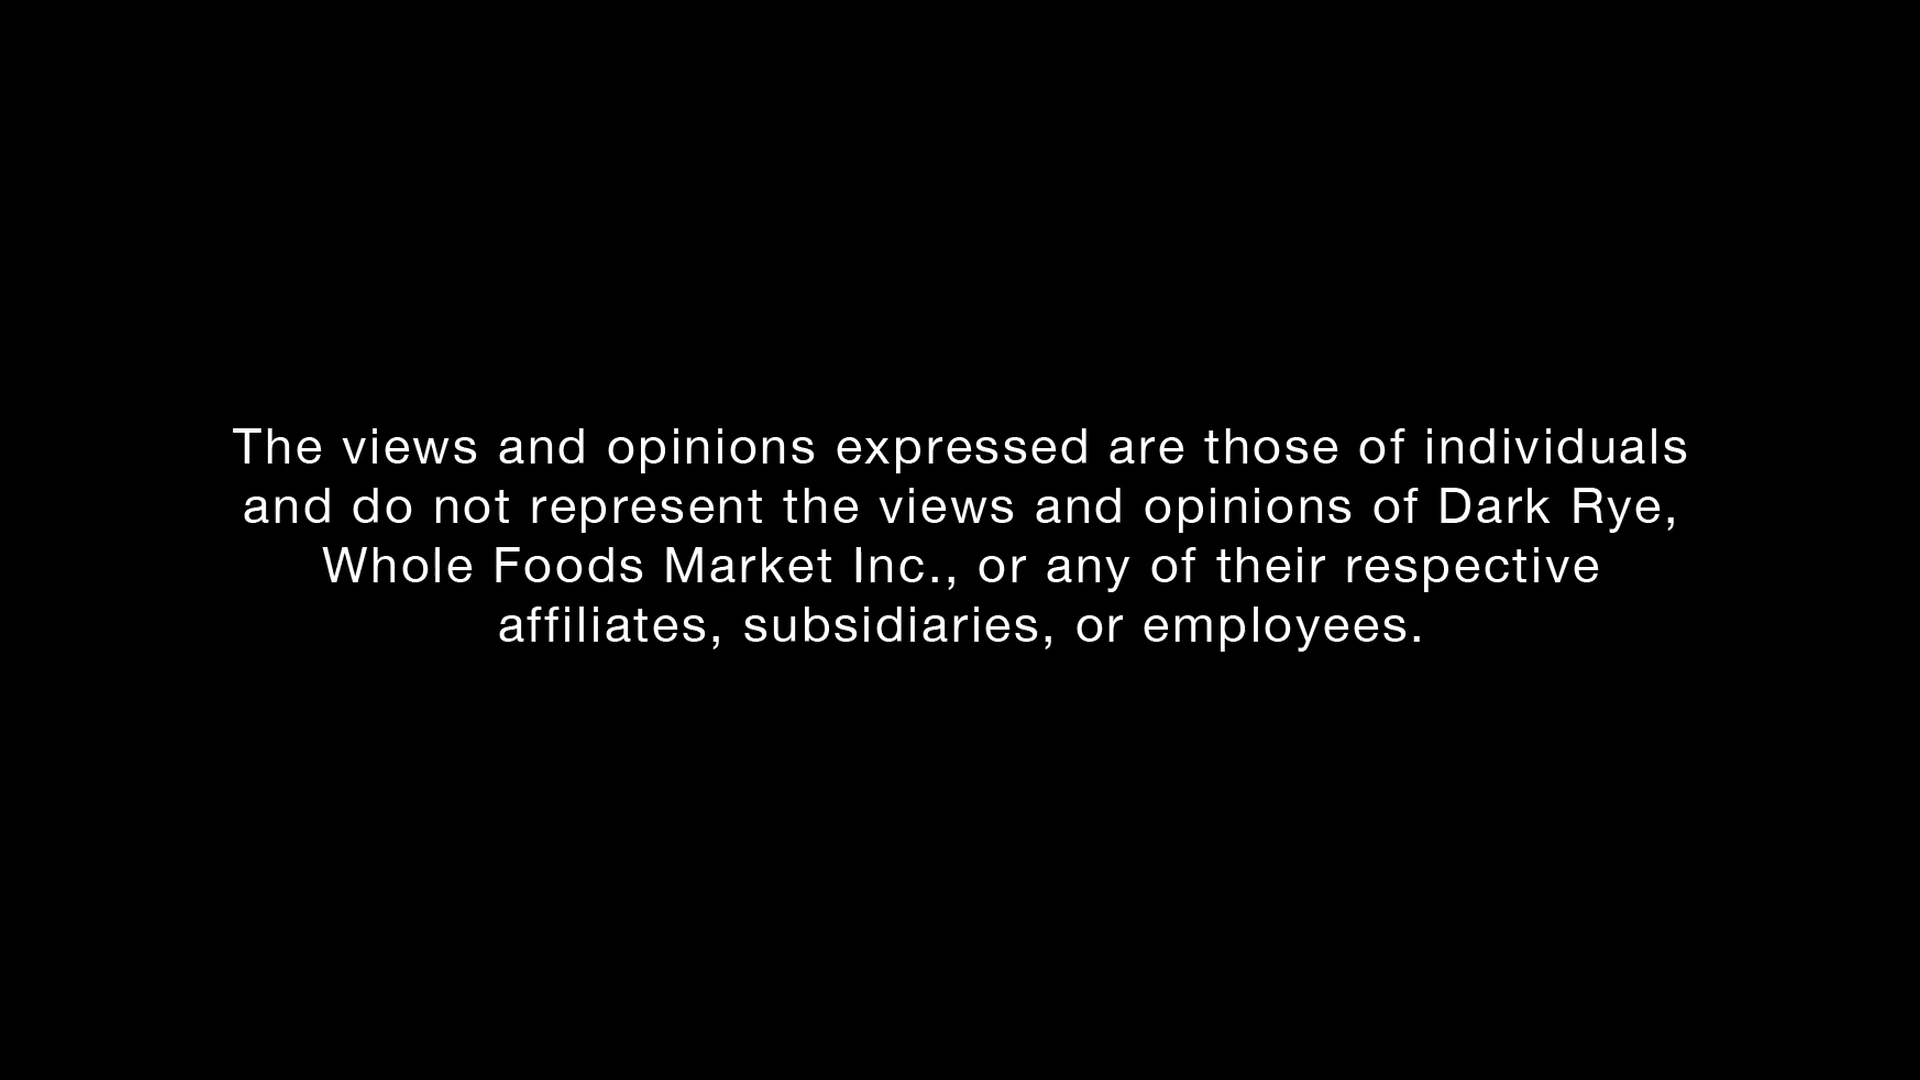 The views and opinions expressed are those of individuals
and do not represent the views and opinions of Dark Rye,
Whole Foods Market Inc., or any of their respective
affiliates, subsidiaries, or employees.